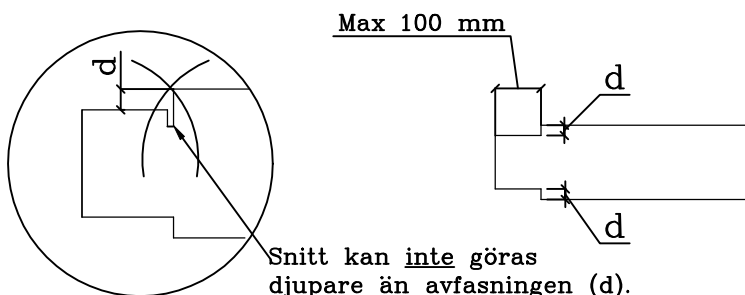 Max 100 mm
d
d
d
Snitt kan inte göras
djupare än avfasningen (d).